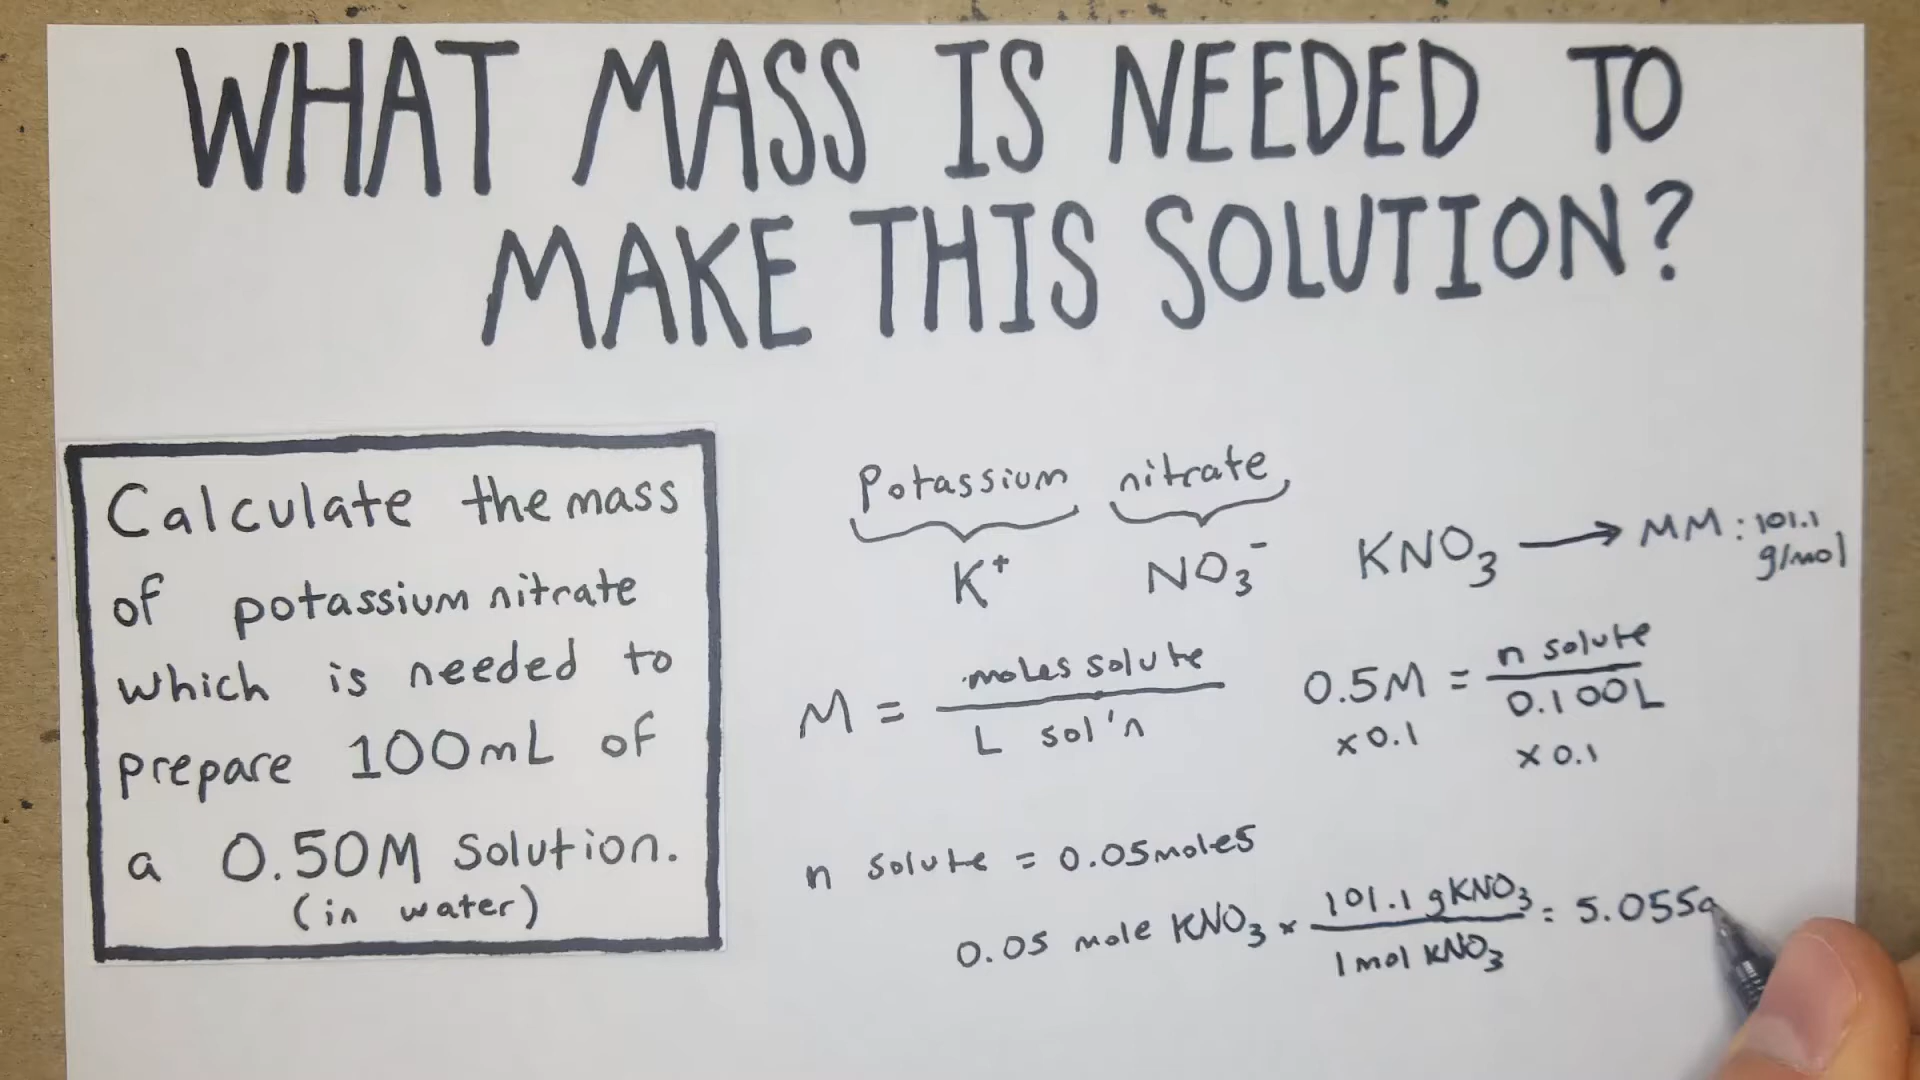 WHAT MASS IS NEEDED TO
MAKE THIS SOLUTION?
Calculate the mass
of potassium nitrate
which is needed to
prepare 100mL of
a 0.50M solution.
(in water)
Potassium nitrate
K⁺ NO₃⁻ KNO₃ → MM: 101.1
g/mol
M = moles solute
L sol'n
0.5M = n solute
0.100L
x 0.1 x 0.1
n solute = 0.05moles
0.05 mole KNO₃ x 101.1 gKNO₃ = 5.055g
1mol KNO₃